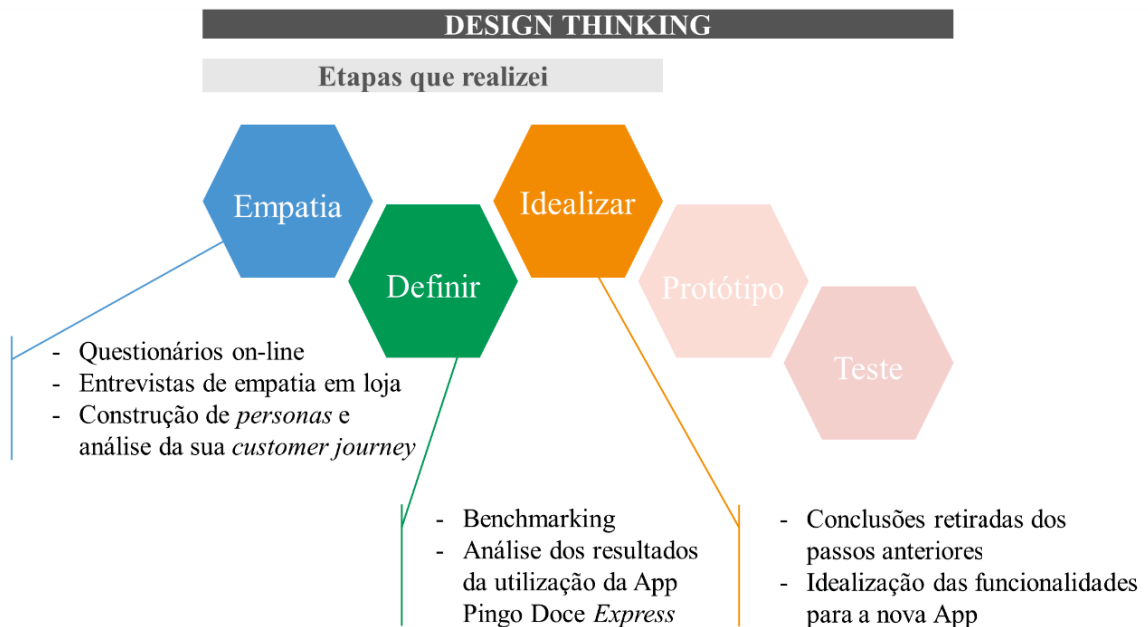 DESIGN THINKING
Etapas que realizei
Empatia
Definir
Idealizar
Protótipo
Teste
- Questionários on-line
- Entrevistas de empatia em loja
- Construção de personas e
análise da sua customer journey
- Benchmarking
- Análise dos resultados
da utilização da App
Pingo Doce Express
- Conclusões retiradas dos
passos anteriores
- Idealização das funcionalidades
para a nova App